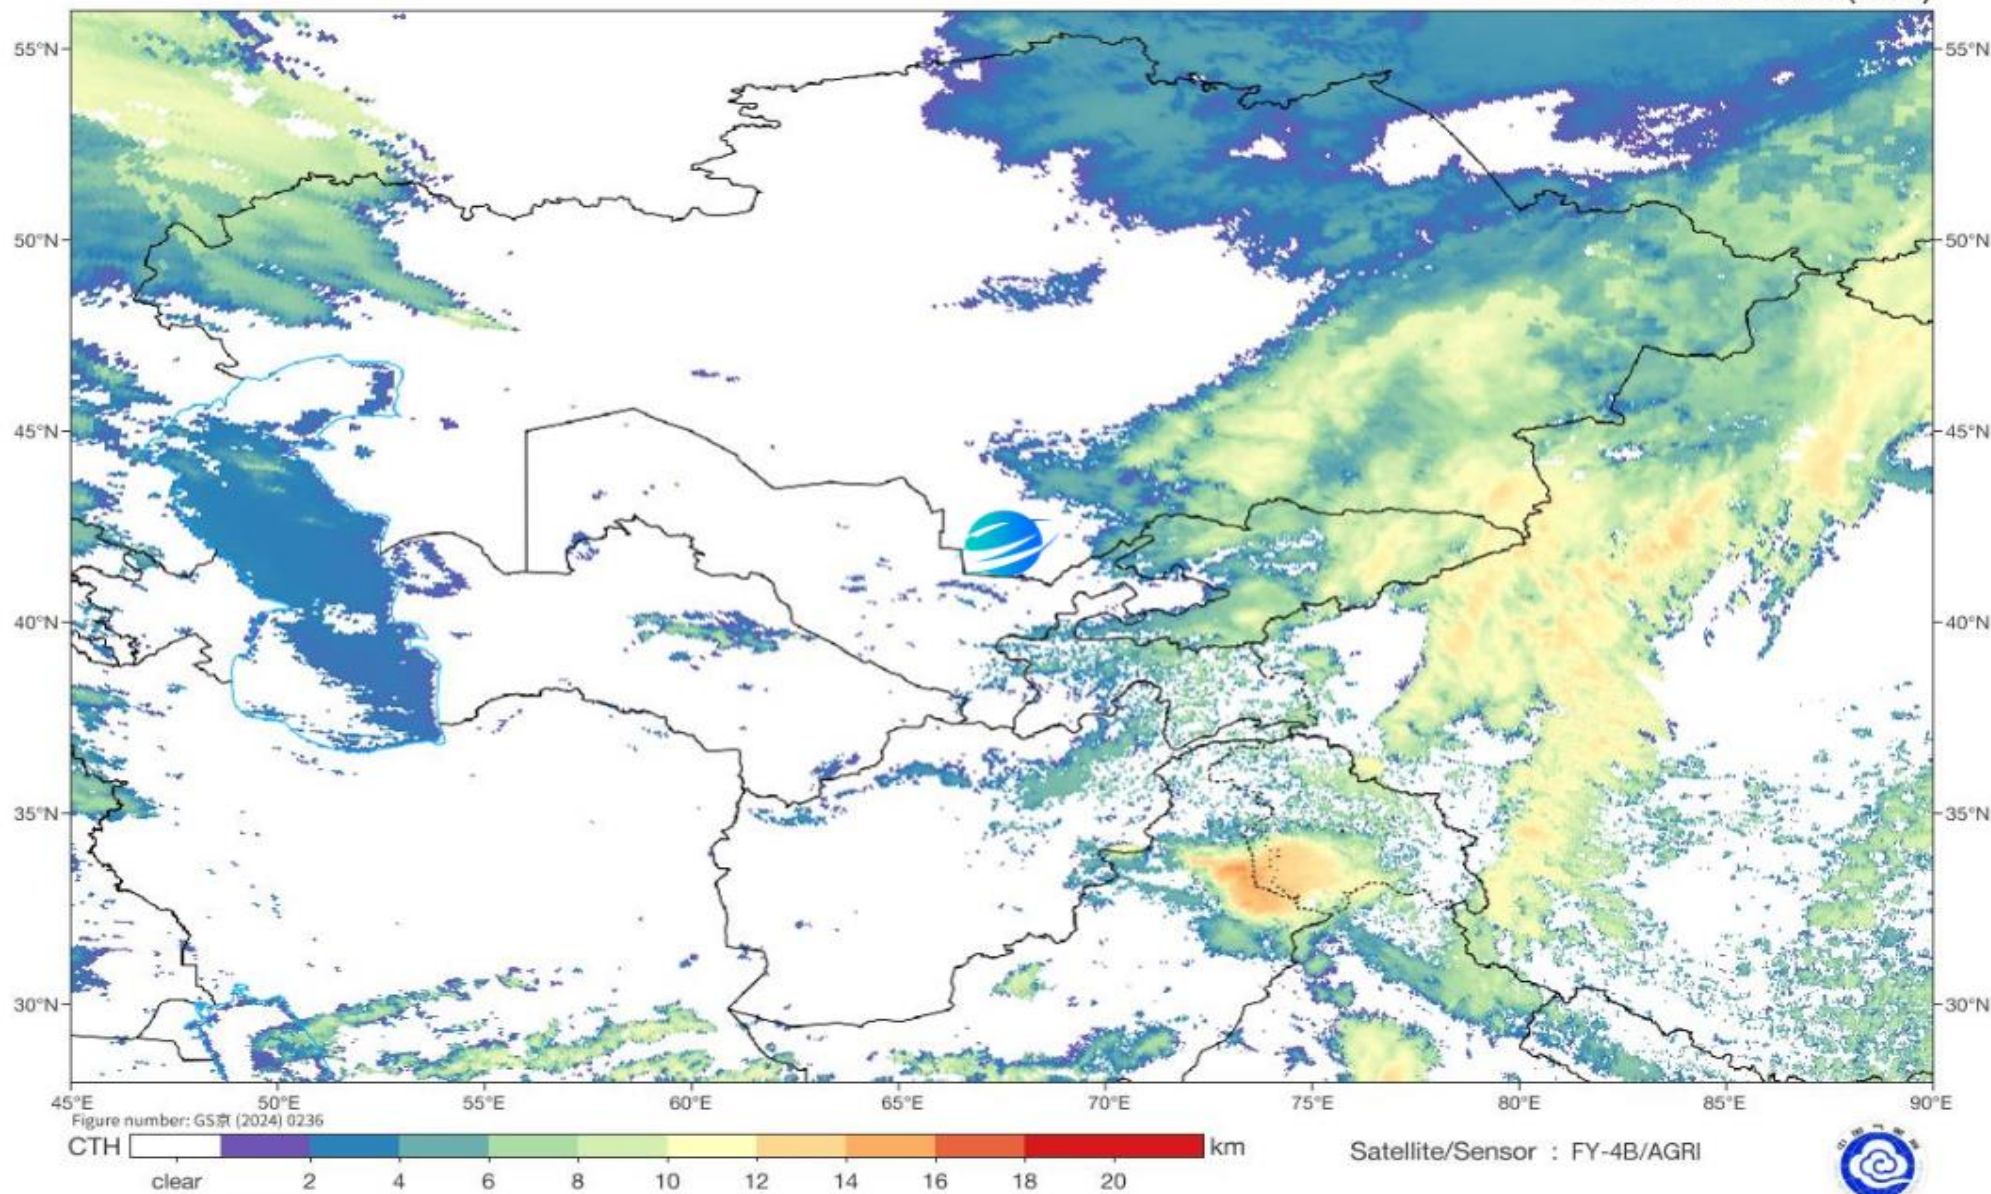 55°N 55°N
50°N 50°N
45°N 45°N
40°N 40°N
35°N 35°N
30°N 30°N
45°E 50°E 55°E 60°E 65°E 70°E 75°E 80°E 85°E 90°E
Figure number: GS京 (2024) 0236
CTH km
clear 2 4 6 8 10 12 14 16 18 20
Satellite/Sensor : FY-4B/AGRI